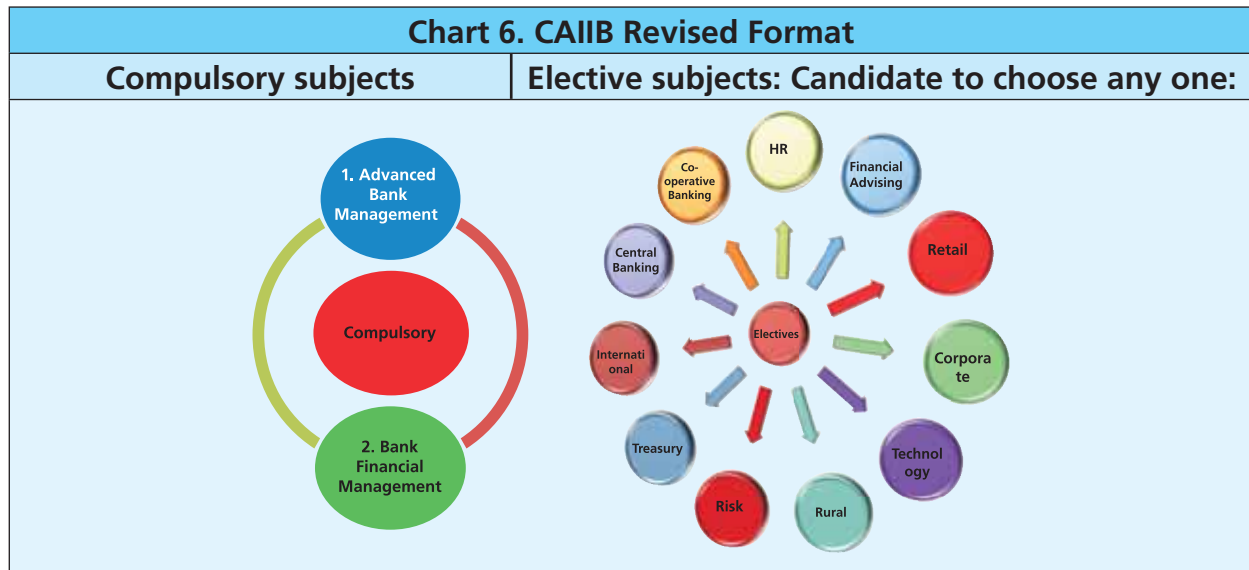 Chart 6. CAIIB Revised Format
Compulsory subjects
Elective subjects: Candidate to choose any one:
1. Advanced
Bank
Management
Compulsory
2. Bank
Financial
Management
Electives
HR
Financial
Advising
Retail
Corpora
te
Technol
ogy
Rural
Risk
Treasury
Internati
onal
Central
Banking
Co-
operative
Banking